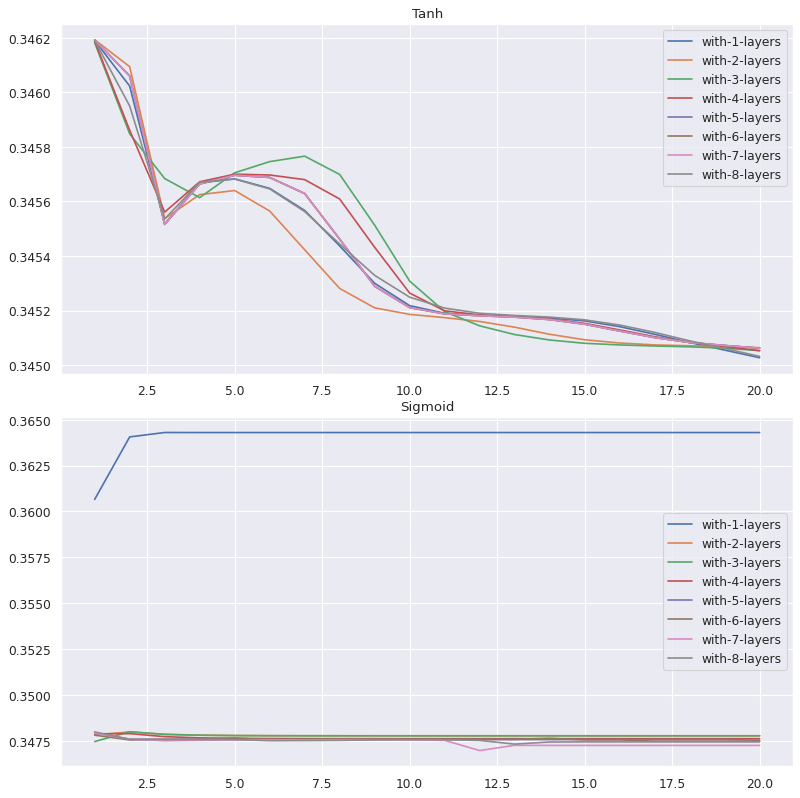 Tanh
0.3462
0.3460
0.3458
0.3456
0.3454
0.3452
0.3450
with-1-layers
with-2-layers
with-3-layers
with-4-layers
with-5-layers
with-6-layers
with-7-layers
with-8-layers
2.5 5.0 7.5 10.0 12.5 15.0 17.5 20.0
Sigmoid
0.3650
0.3625
0.3600
0.3575
0.3550
0.3525
0.3500
0.3475
with-1-layers
with-2-layers
with-3-layers
with-4-layers
with-5-layers
with-6-layers
with-7-layers
with-8-layers
2.5 5.0 7.5 10.0 12.5 15.0 17.5 20.0